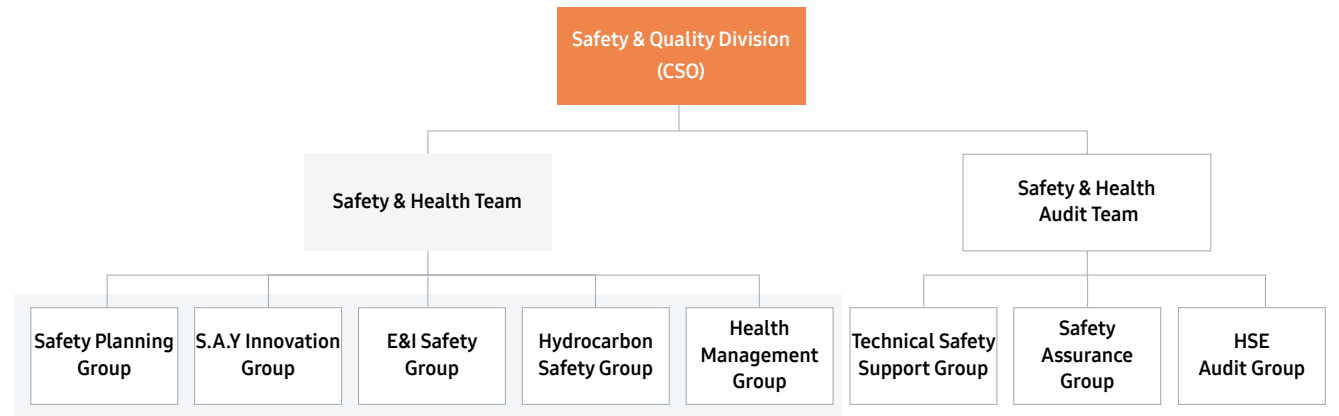 Safety & Quality Division
(CSO)
Safety & Health Team
Safety & Health
Audit Team
Safety Planning
Group
S.A.Y Innovation
Group
E&I Safety
Group
Hydrocarbon
Safety Group
Health
Management
Group
Technical Safety
Support Group
Safety
Assurance
Group
HSE
Audit Group